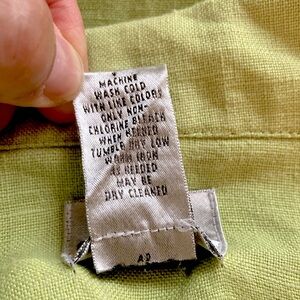 MACHINE
WASH COLD
WITH LIKE COLORS
ONLY NON-
CHLORINE BLEACH
WHEN NEEDED
TUMBLE DRY LOW
WARM IRON
AS NEEDED
MAY BE
DRY CLEANED